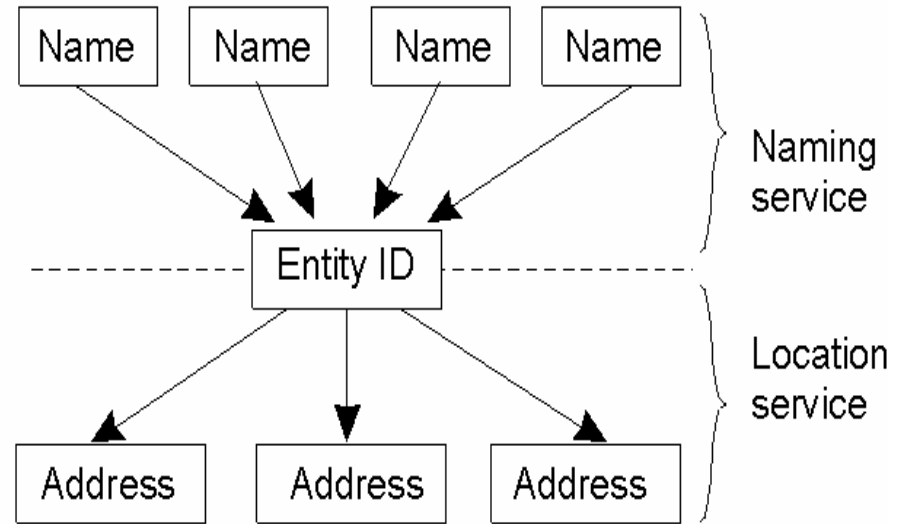 Name Name Name Name
Naming
service
Entity ID
Location
service
Address Address Address